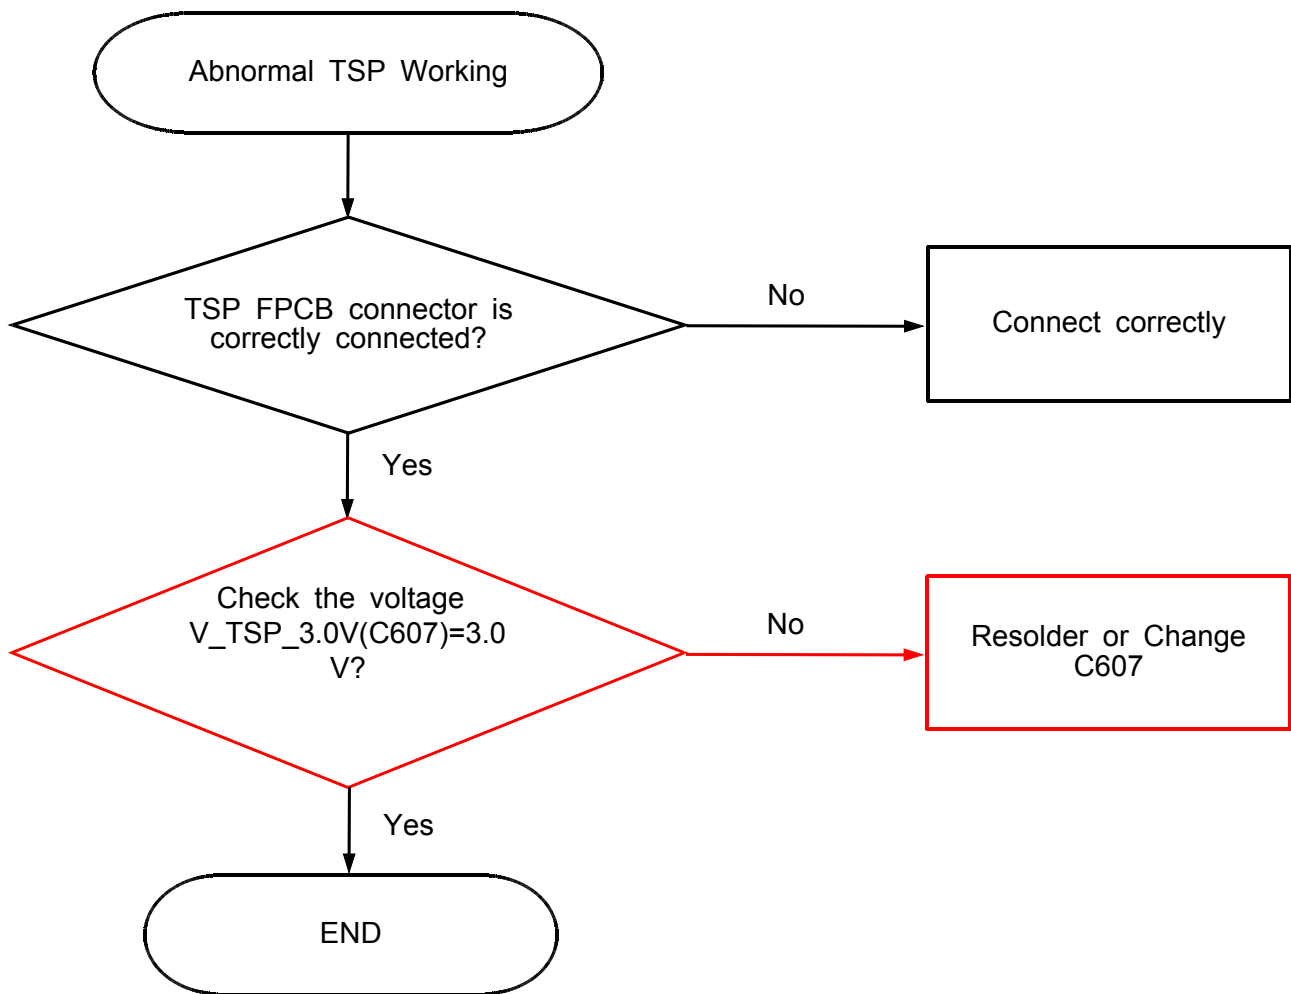 Abnormal TSP Working
TSP FPCB connector is
correctly connected?
No
Connect correctly
Yes
Check the voltage
V_TSP_3.0V(C607)=3.0
V?
No
Resolder or Change
C607
Yes
END